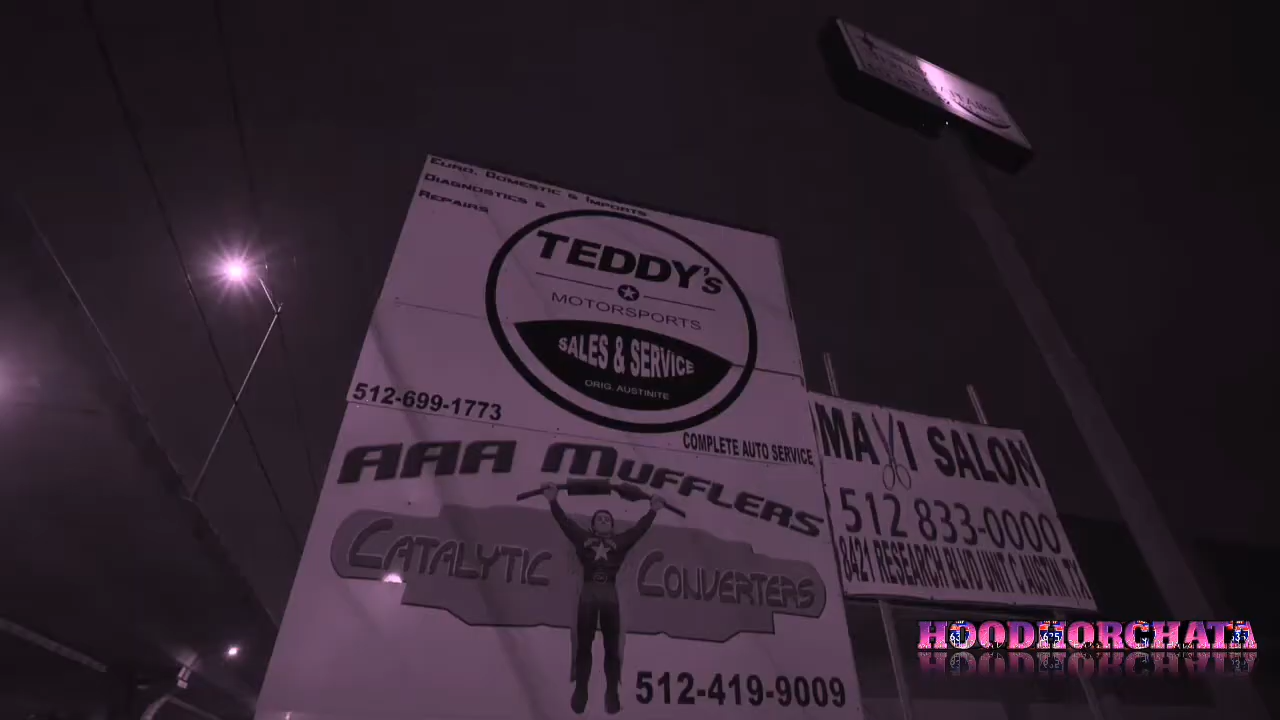 Euro, Domestic & Imports
Diagnostics &
Repairs
TEDDY's
MOTORSPORTS
SALES & SERVICE
ORIG. AUSTINITE
512-699-1773
COMPLETE AUTO SERVICE
AAA Mufflers
Catalytic Converters
512-419-9009
MAVI SALON
512 833-0000
8421 RESEARCH BLVD UNIT C AUSTIN, TX
HOODHORCHATA